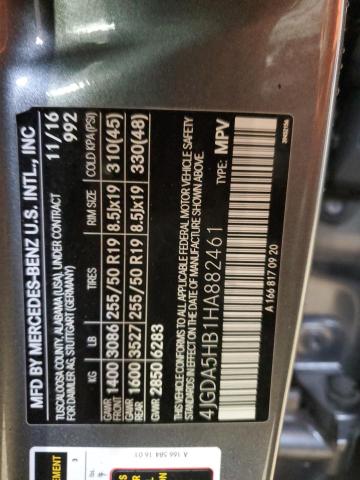 MFD BY MERCEDES-BENZ U.S. INTL., INC 11/16
TUSCALOOSA COUNTY, ALABAMA USA, UNDER CONTRACT 992
FOR DAIMLER AG, STUTTGART (GERMANY)
KG LB TIRES RIM SIZE COLD KPA(PSI)
GAWR FRONT 1400 3086 255/50 R19 8.5Jx19 310(45)
GAWR REAR 1600 3527 255/50 R19 8.5Jx19 330(48)
GVWR 2850 6283
THIS VEHICLE CONFORMS TO ALL APPLICABLE FEDERAL MOTOR VEHICLE SAFETY
STANDARDS IN EFFECT ON THE DATE OF MANUFACTURE SHOWN ABOVE.
4JGDA5HB1HA882461 TYPE: MPV
A 166 817 09 20
A 166 584 16 01